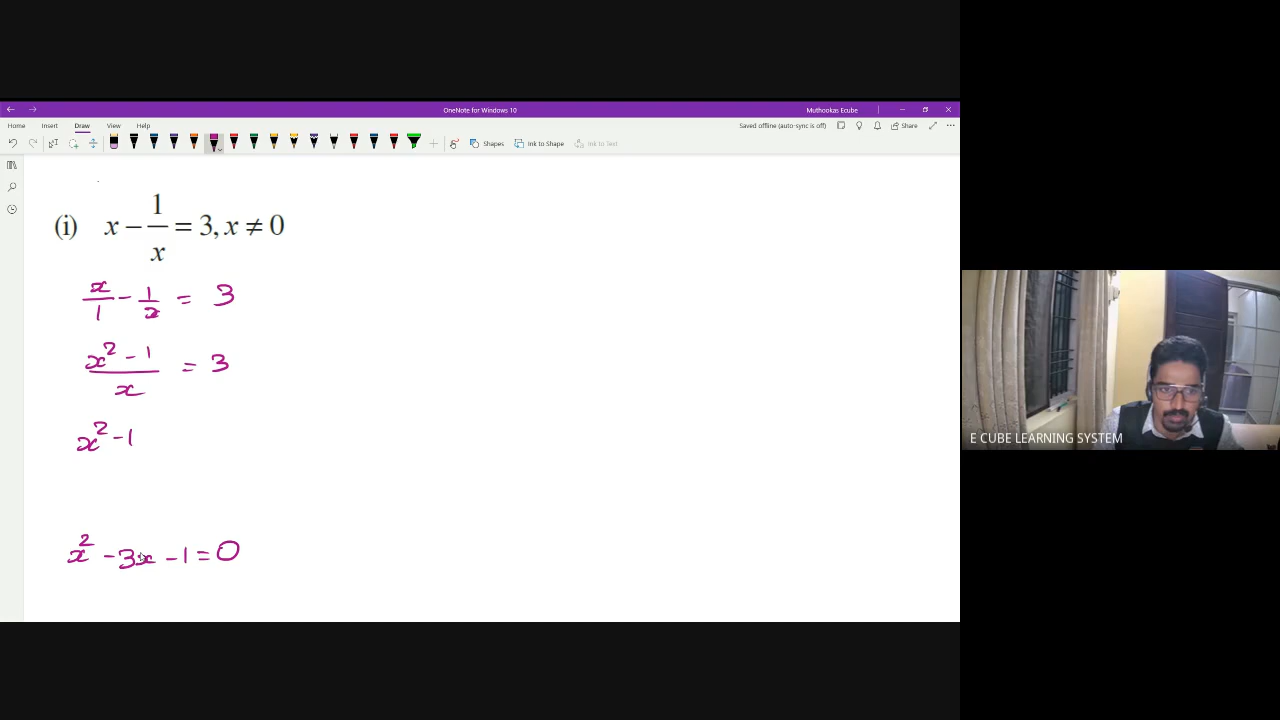 OneNote for Windows 10
Muthookas Ecube
Home Insert Draw View Help
Saved offline (auto-sync is off)
Share
Shapes
Ink to Shape
Ink to Text
(i) x − 1/x = 3, x ≠ 0
x/1 − 1/x = 3
(x² − 1)/x = 3
x² − 1
x² − 3x − 1 = 0
E CUBE LEARNING SYSTEM